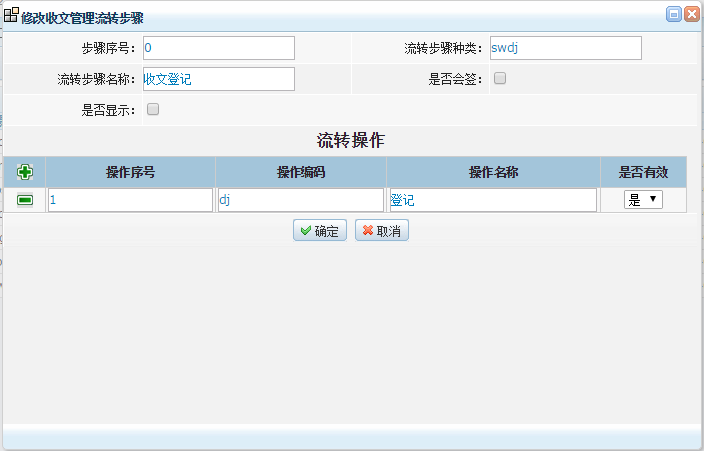 修改收文管理流转步骤
步骤序号： 0 流转步骤种类： swdj
流转步骤名称： 收文登记 是否会签：
是否显示：
流转操作
操作序号 操作编码 操作名称 是否有效
1 dj 登记 是
确定 取消